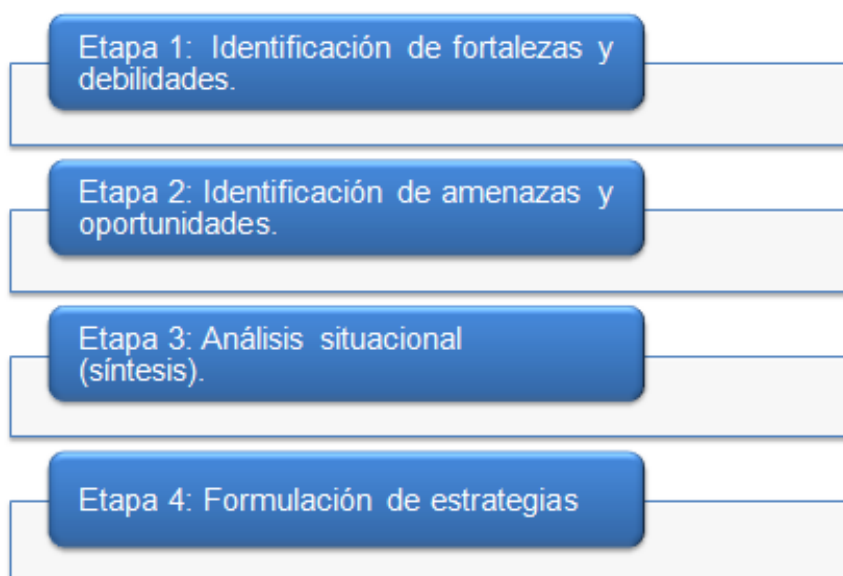 Etapa 1: Identificación de fortalezas y
debilidades.
Etapa 2: Identificación de amenazas y
oportunidades.
Etapa 3: Análisis situacional
(síntesis).
Etapa 4: Formulación de estrategias